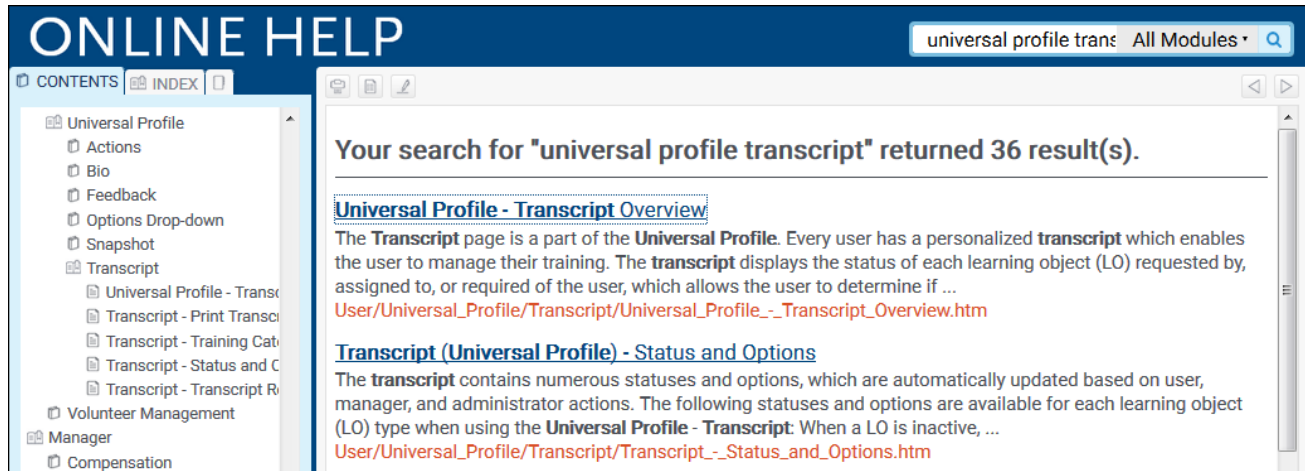 ONLINE HELP
universal profile trans All Modules
CONTENTS INDEX
Universal Profile
Actions
Bio
Feedback
Options Drop-down
Snapshot
Transcript
Universal Profile - Transc
Transcript - Print Transcr
Transcript - Training Cate
Transcript - Status and O
Transcript - Transcript Re
Volunteer Management
Manager
Compensation
Your search for "universal profile transcript" returned 36 result(s).
Universal Profile - Transcript Overview
The Transcript page is a part of the Universal Profile. Every user has a personalized transcript which enables
the user to manage their training. The transcript displays the status of each learning object (LO) requested by,
assigned to, or required of the user, which allows the user to determine if ...
User/Universal_Profile/Transcript/Universal_Profile_-_Transcript_Overview.htm
Transcript (Universal Profile) - Status and Options
The transcript contains numerous statuses and options, which are automatically updated based on user,
manager, and administrator actions. The following statuses and options are available for each learning object
(LO) type when using the Universal Profile - Transcript: When a LO is inactive, ...
User/Universal_Profile/Transcript/Transcript_-_Status_and_Options.htm